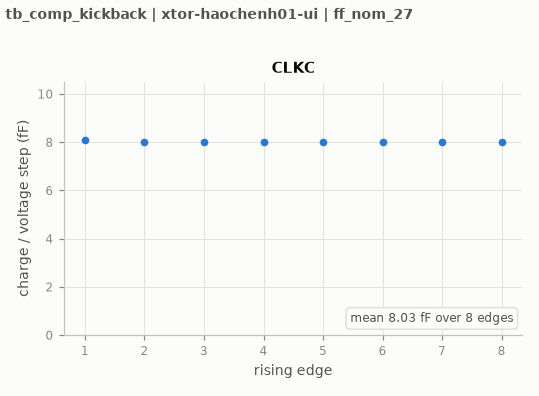 tb_comp_kickback | xtor-haochenh01-ui | ff_nom_27
CLKC
charge / voltage step (fF)
10
8
6
4
2
0
mean 8.03 fF over 8 edges
1 2 3 4 5 6 7 8
rising edge